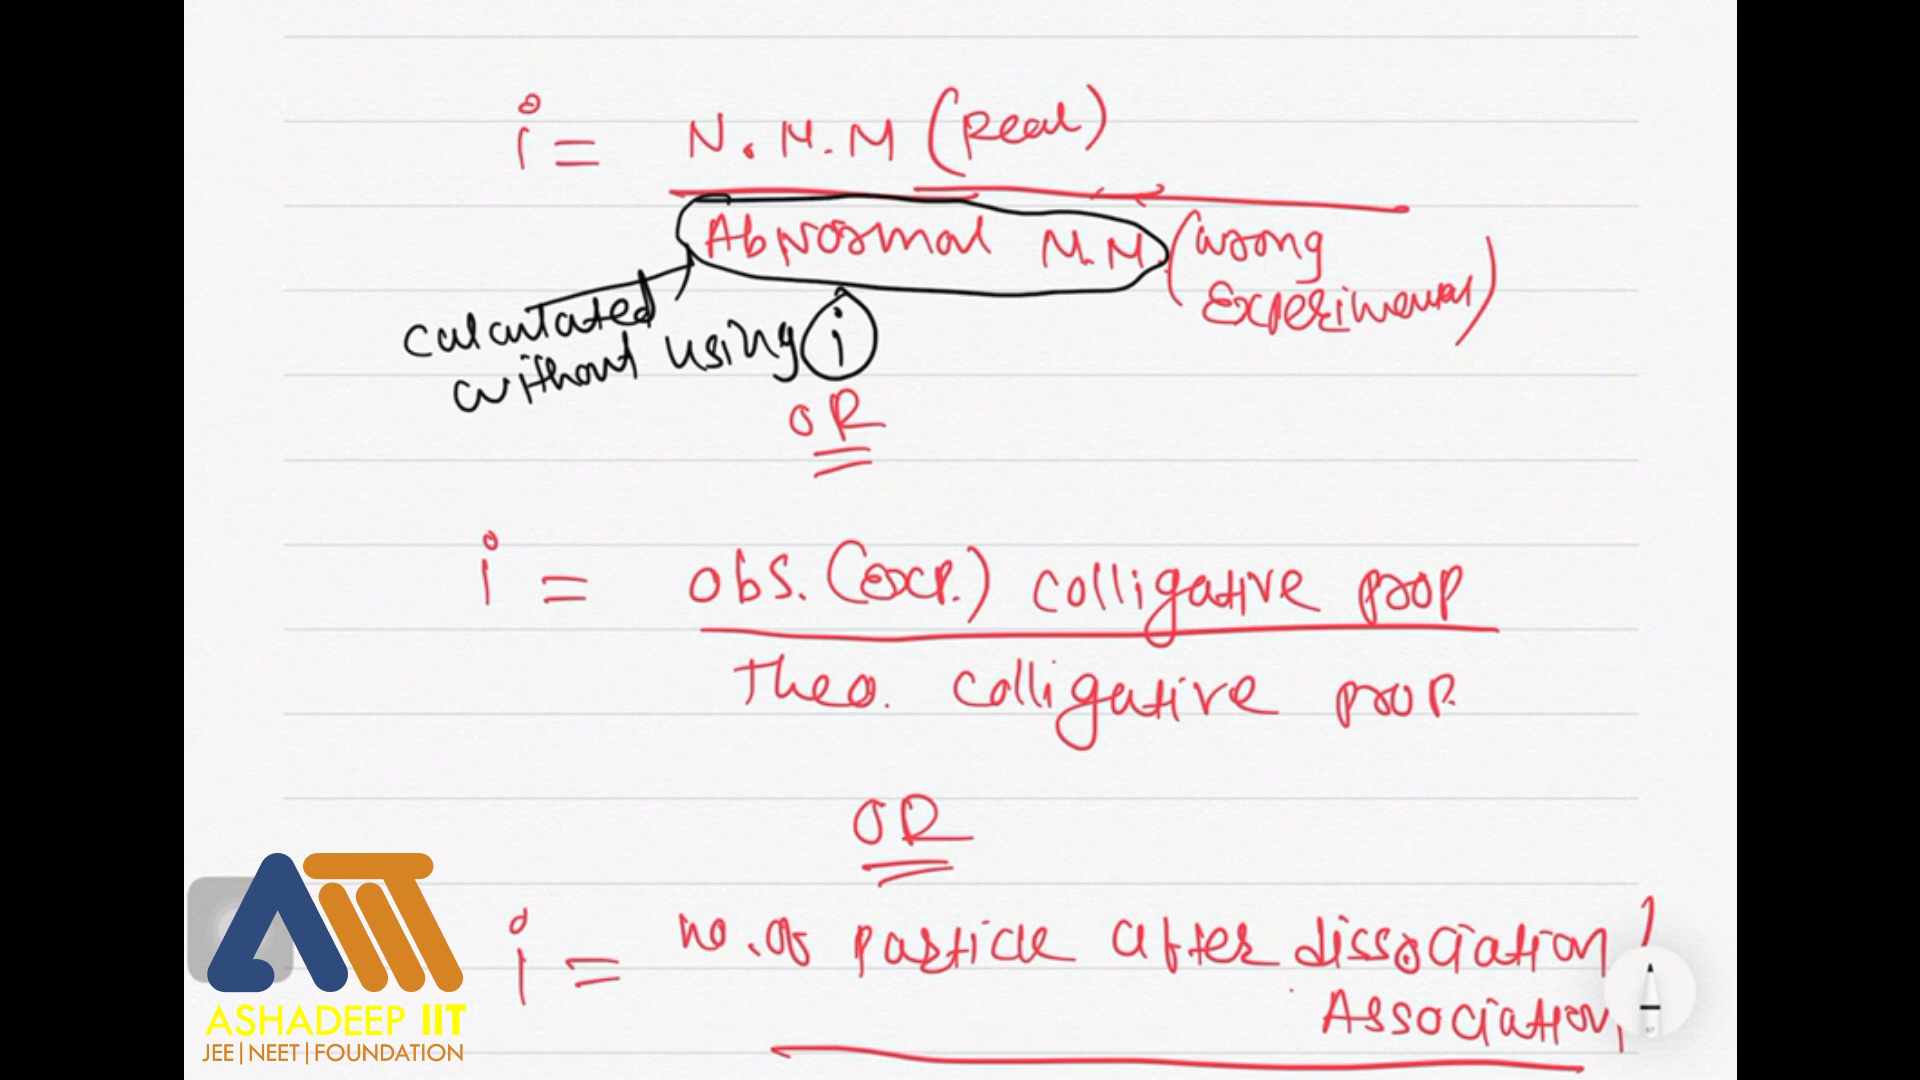 i = N.M.M (Real)
Abnormal M.M. (wrong
Experimental)
calculated
without using i
OR
i = obs. (exp.) colligative prop
Theo. colligative prop.
OR
i = no. of particle after dissociation /
Association
ASHADEEP IIT
JEE | NEET | FOUNDATION